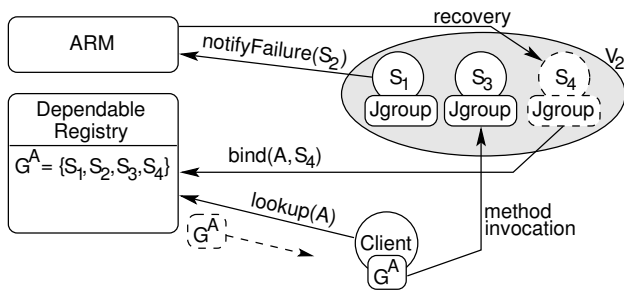 recovery
ARM
notifyFailure(S2)
V2
S1
S3
S4
Jgroup
Jgroup
Jgroup
Dependable
Registry
G^A = {S1,S2,S3,S4}
bind(A,S4)
lookup(A)
G^A
Client
G^A
method
invocation